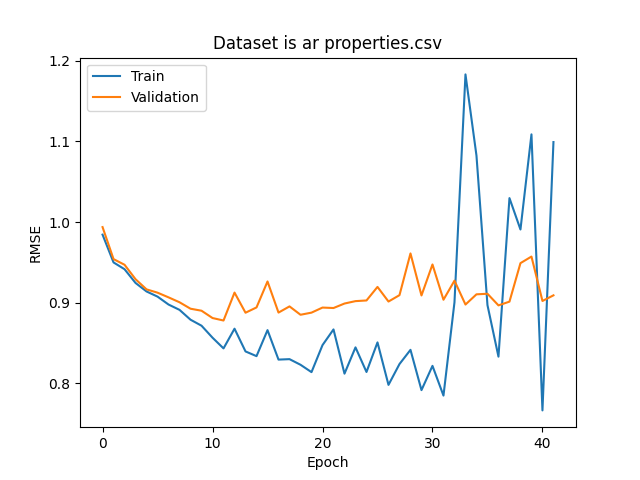 Dataset is ar properties.csv
Train
Validation
RMSE
1.2
1.1
1.0
0.9
0.8
0
10
20
30
40
Epoch